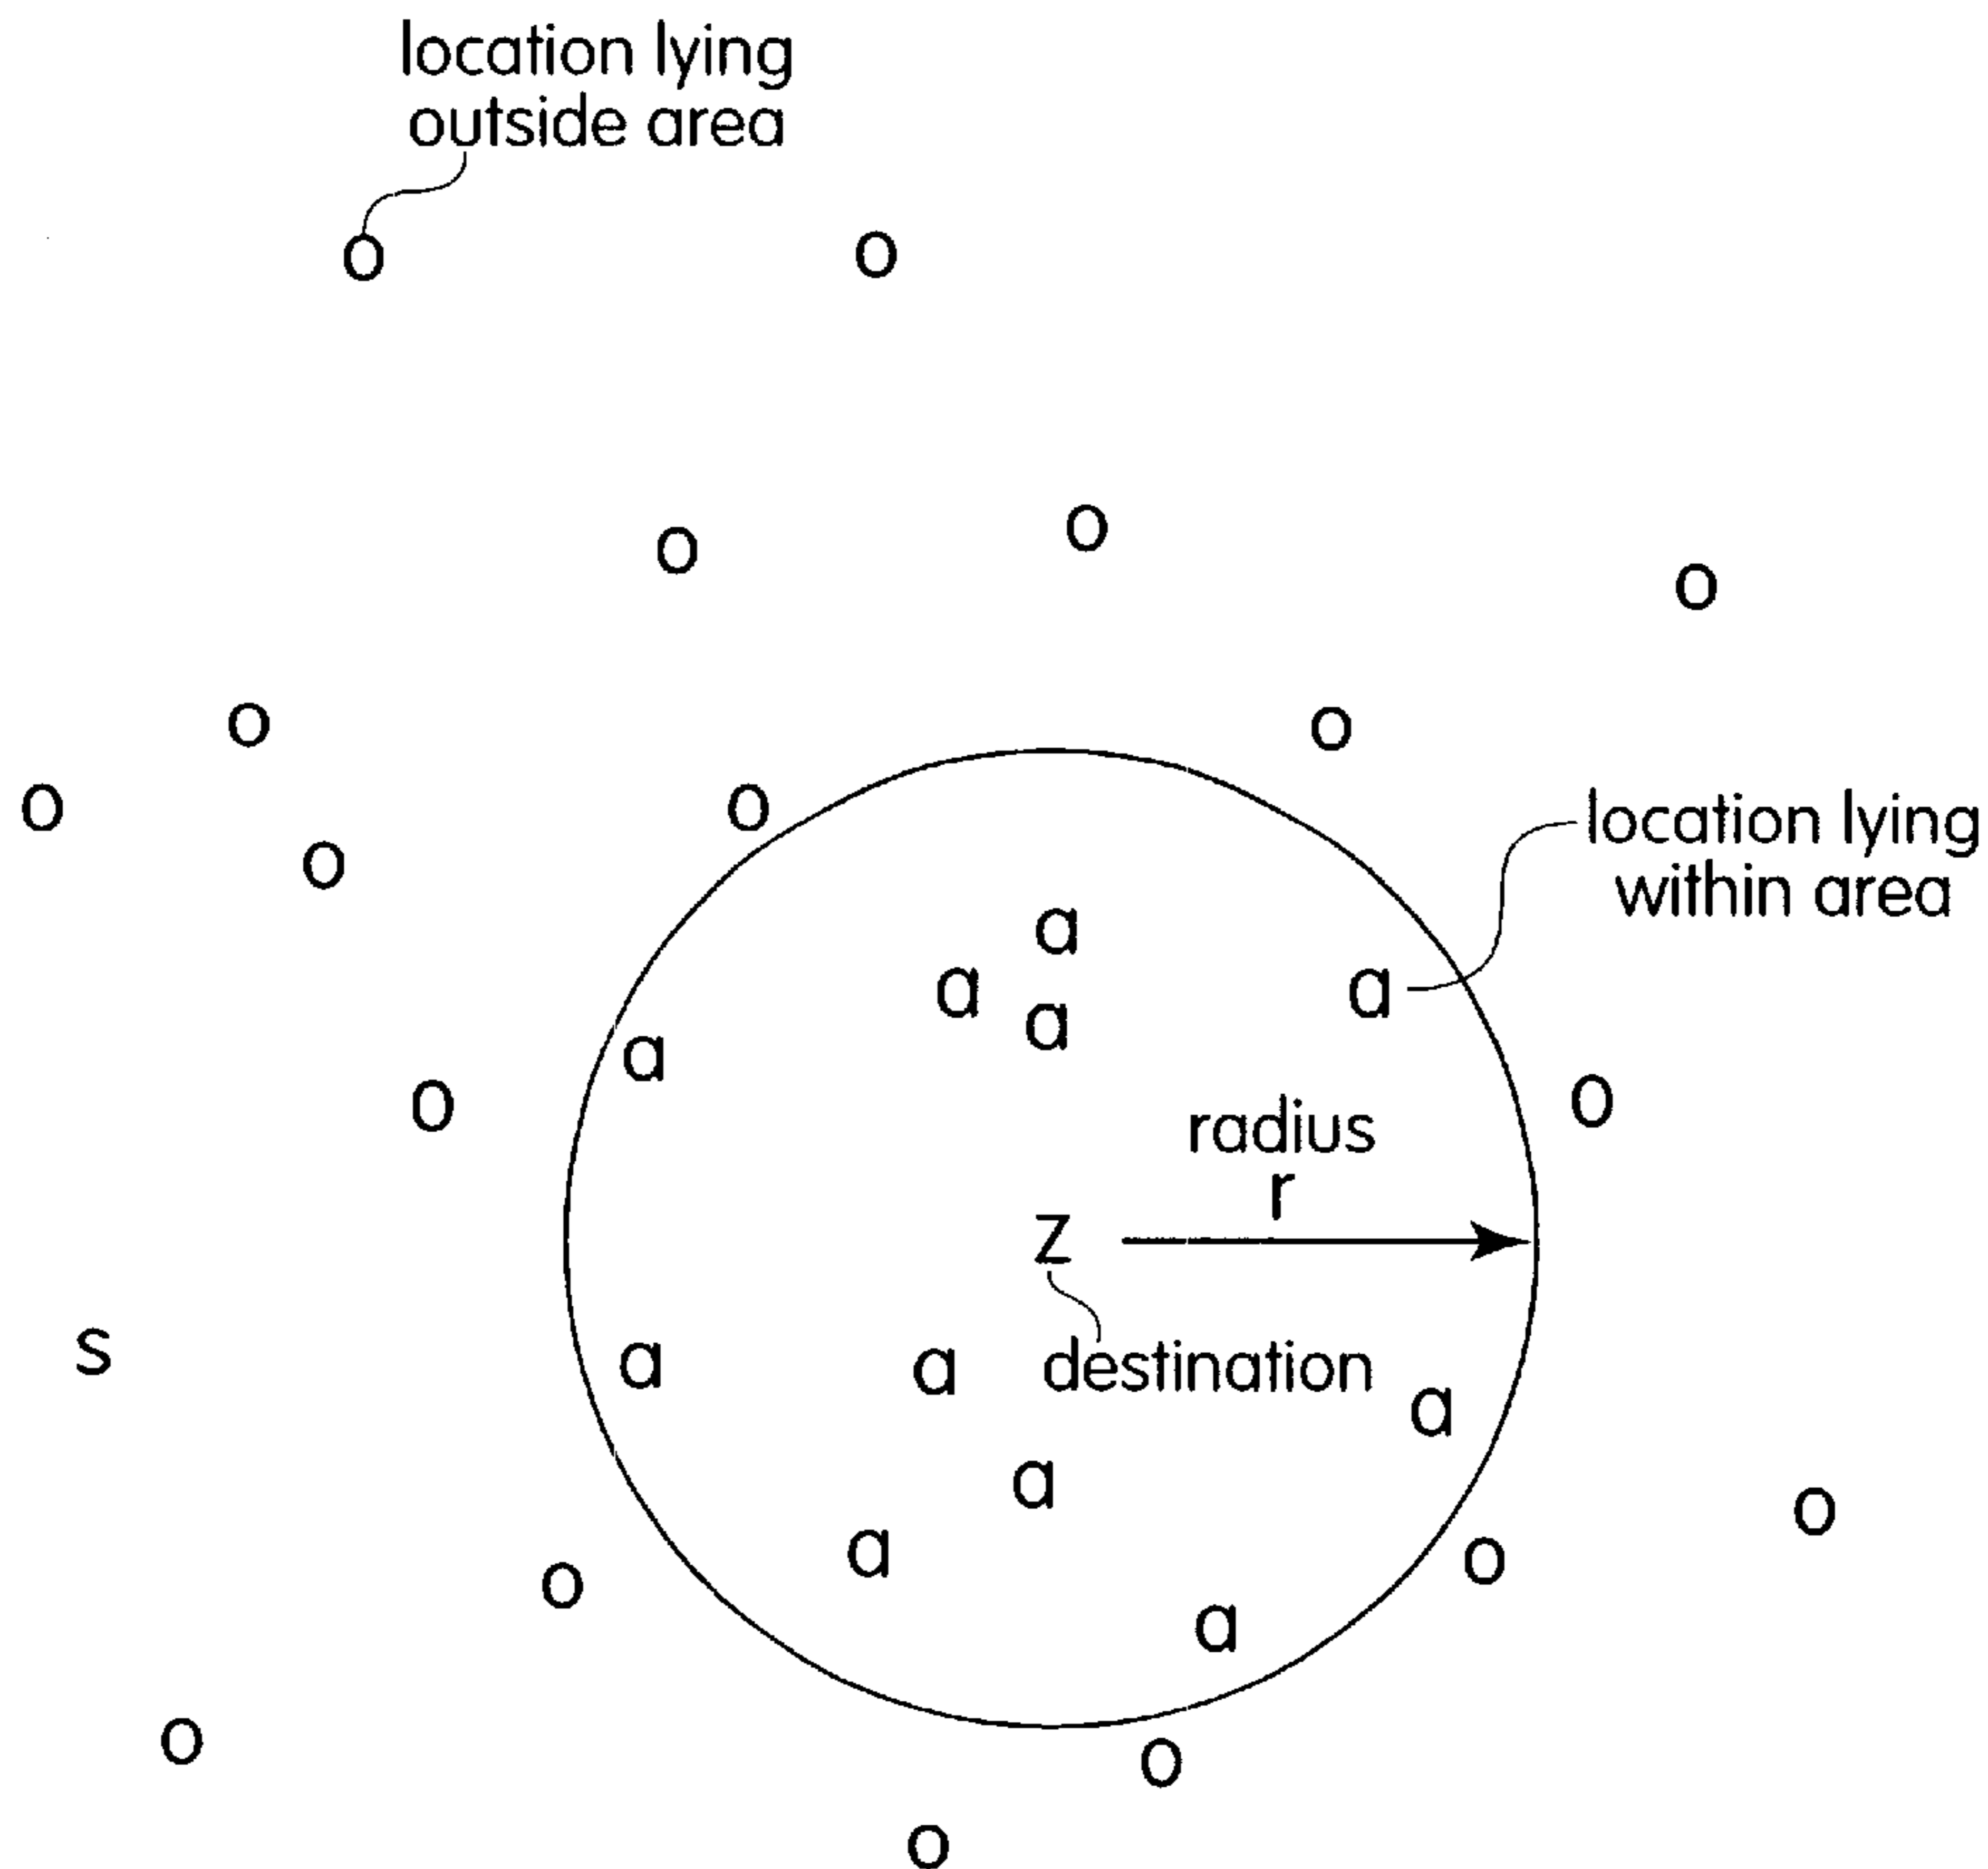 location lying
outside area
o
o
o
o
o
o
o
o
o
o
location lying
within area
a
a
a
a
a
o
o
radius
r
z
s
a
a
destination
a
a
o
a
o
o
a
o
o
o